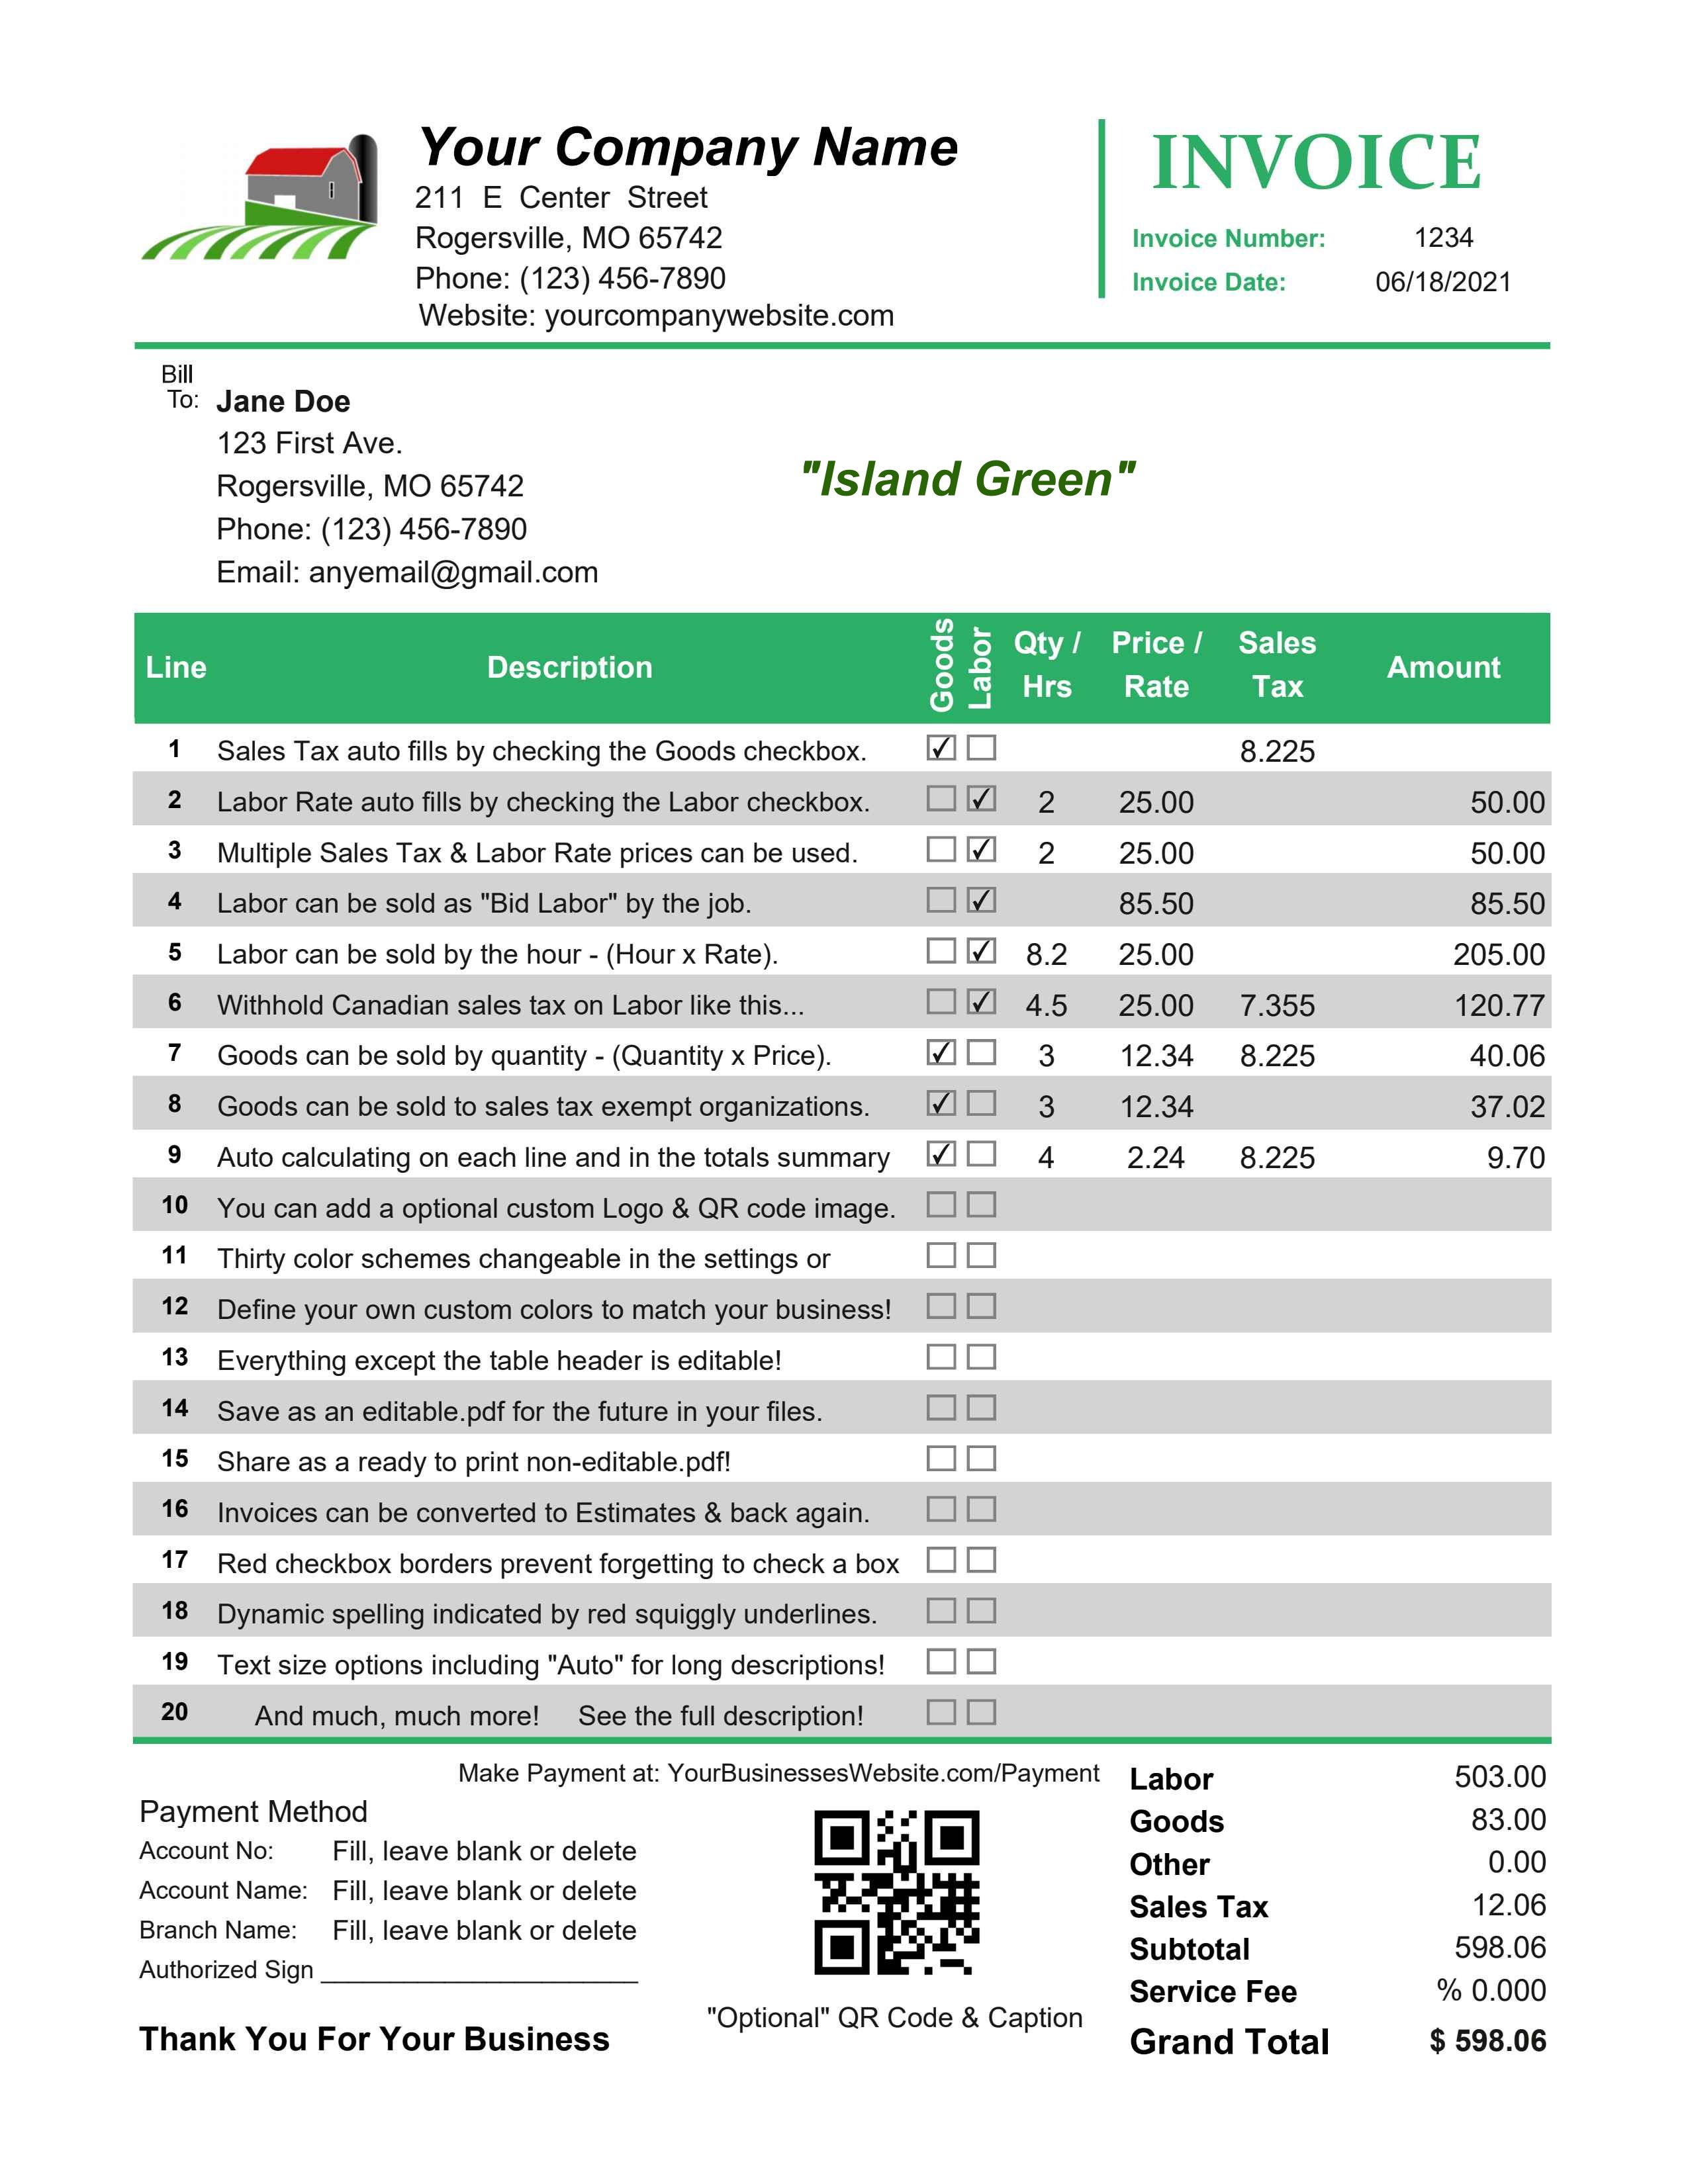 Your Company Name
211 E Center Street
Rogersville, MO 65742
Phone: (123) 456-7890
Website: yourcompanywebsite.com
INVOICE
Invoice Number: 1234
Invoice Date: 06/18/2021
Bill
To: Jane Doe
123 First Ave.
Rogersville, MO 65742
Phone: (123) 456-7890
Email: anyemail@gmail.com
"Island Green"
Line Description Goods Labor Qty / Hrs Price / Rate Sales Tax Amount
1 Sales Tax auto fills by checking the Goods checkbox. ✓ 8.225
2 Labor Rate auto fills by checking the Labor checkbox. ✓ 2 25.00 50.00
3 Multiple Sales Tax & Labor Rate prices can be used. ✓ 2 25.00 50.00
4 Labor can be sold as "Bid Labor" by the job. ✓ 85.50 85.50
5 Labor can be sold by the hour - (Hour x Rate). ✓ 8.2 25.00 205.00
6 Withhold Canadian sales tax on Labor like this... ✓ 4.5 25.00 7.355 120.77
7 Goods can be sold by quantity - (Quantity x Price). ✓ 3 12.34 8.225 40.06
8 Goods can be sold to sales tax exempt organizations. ✓ 3 12.34 37.02
9 Auto calculating on each line and in the totals summary ✓ 4 2.24 8.225 9.70
10 You can add a optional custom Logo & QR code image.
11 Thirty color schemes changeable in the settings or
12 Define your own custom colors to match your business!
13 Everything except the table header is editable!
14 Save as an editable.pdf for the future in your files.
15 Share as a ready to print non-editable.pdf!
16 Invoices can be converted to Estimates & back again.
17 Red checkbox borders prevent forgetting to check a box
18 Dynamic spelling indicated by red squiggly underlines.
19 Text size options including "Auto" for long descriptions!
20 And much, much more! See the full description!
Make Payment at: YourBusinessesWebsite.com/Payment
Payment Method
Account No: Fill, leave blank or delete
Account Name: Fill, leave blank or delete
Branch Name: Fill, leave blank or delete
Authorized Sign
Thank You For Your Business
"Optional" QR Code & Caption
Labor 503.00
Goods 83.00
Other 0.00
Sales Tax 12.06
Subtotal 598.06
Service Fee % 0.000
Grand Total $ 598.06